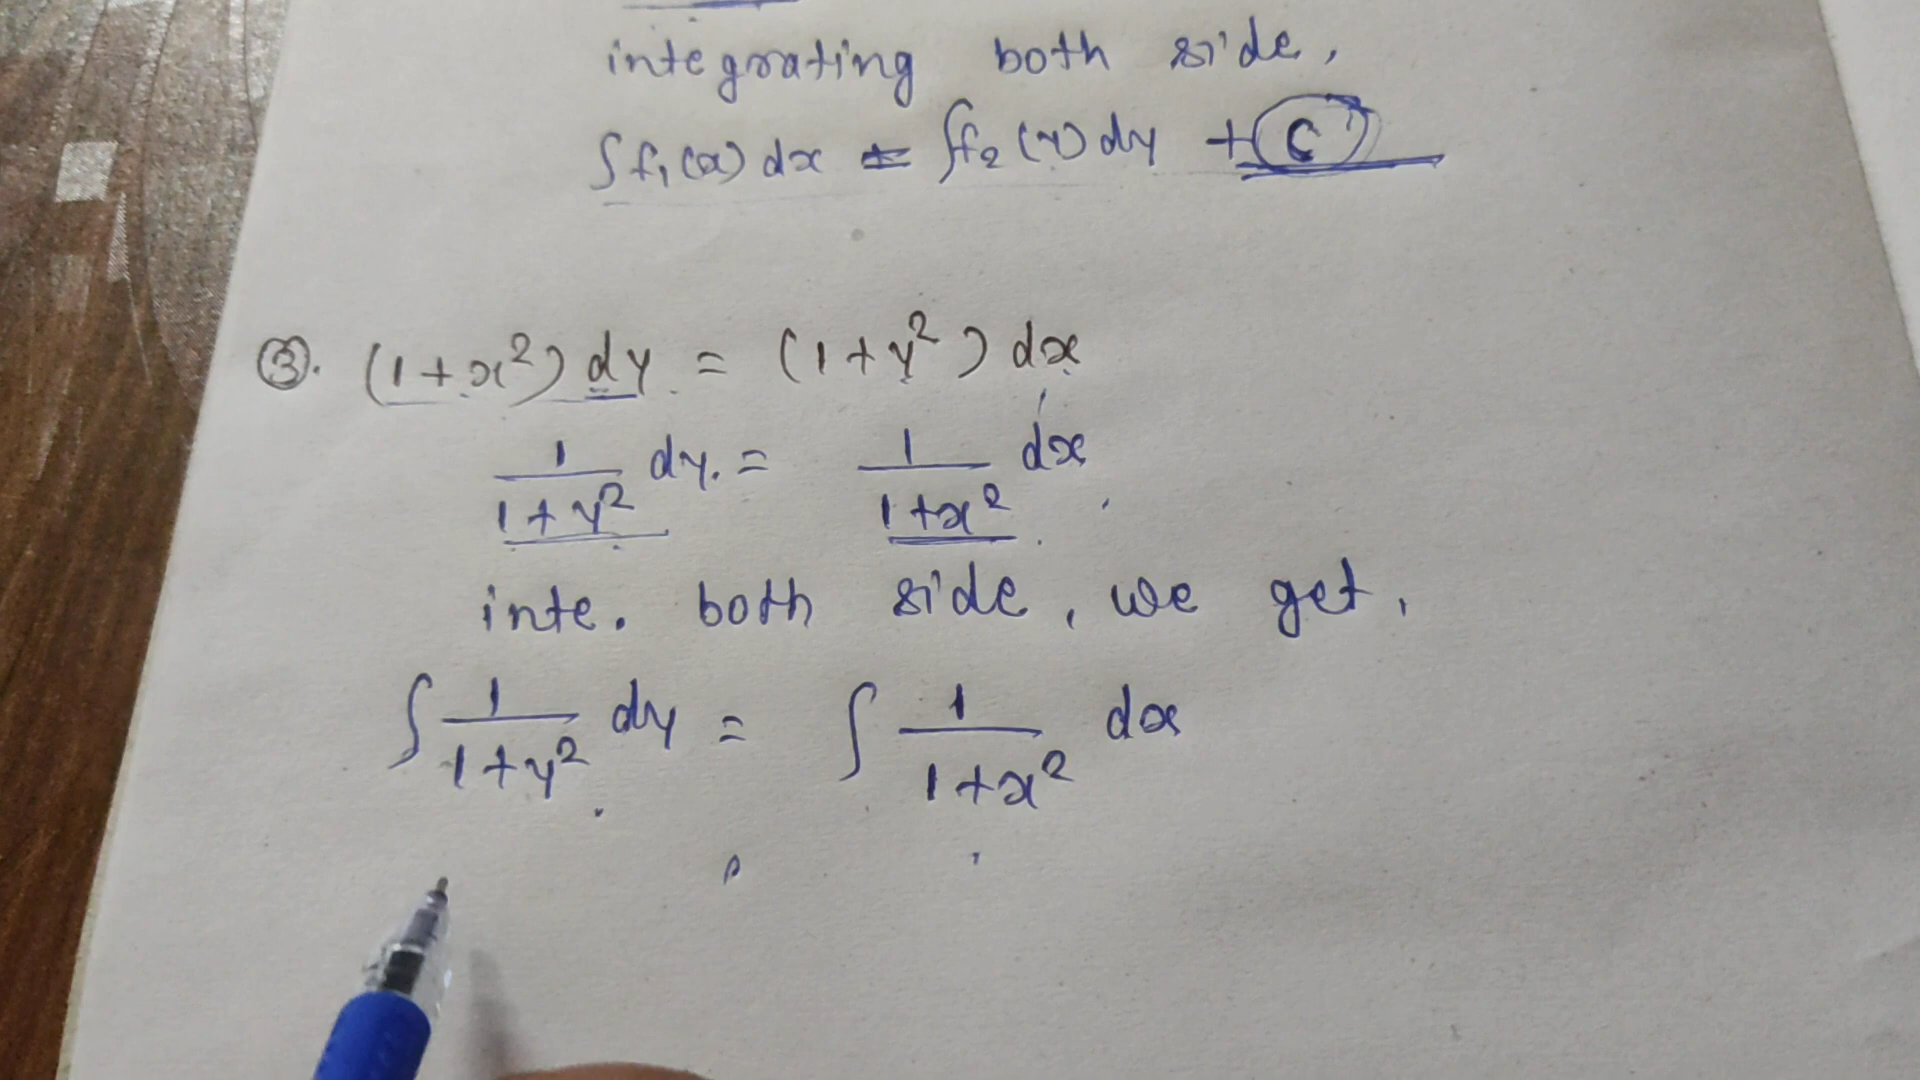 integrating both side,
∫f₁(x) dx = ∫f₂(y) dy + C
③. (1+x²) dy = (1+y²) dx
1/(1+y²) dy. = 1/(1+x²) dx
inte. both side, we get,
∫ 1/(1+y²) dy = ∫ 1/(1+x²) dx